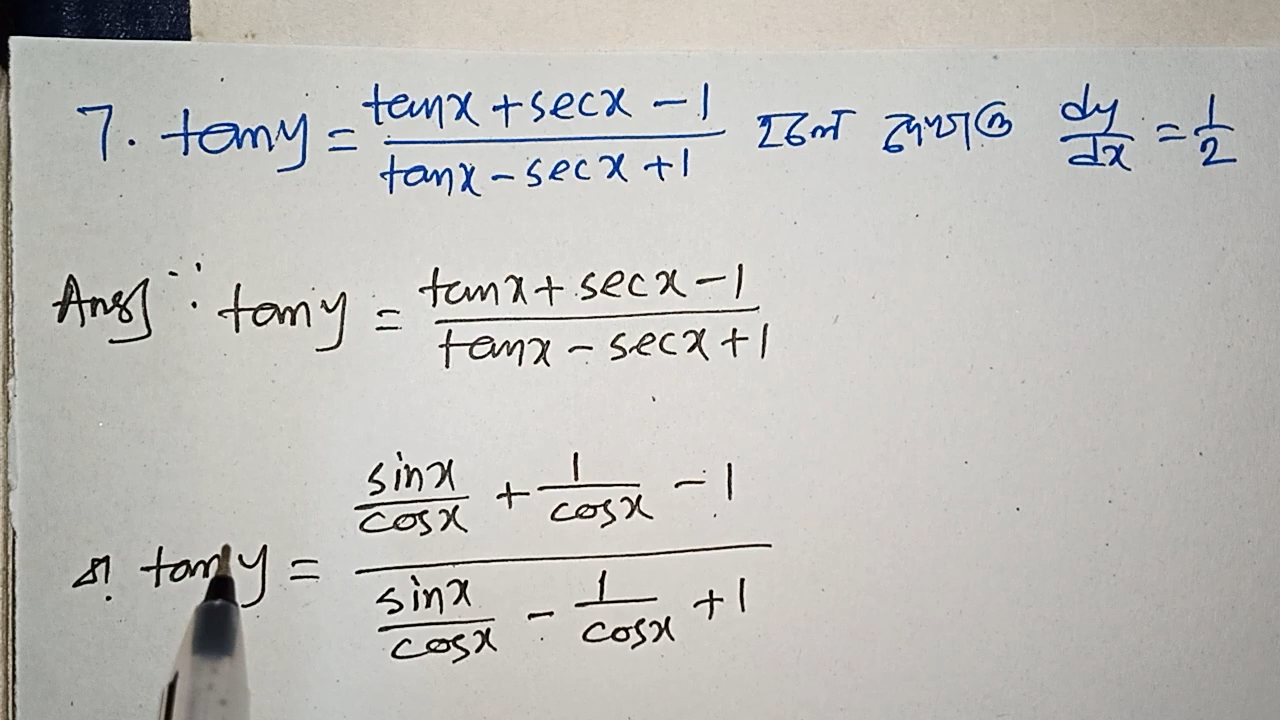 7. tany = (tanx + secx - 1)/(tanx - secx + 1) হলে দেখাও dy/dx = 1/2
Ans] ∵ tany = (tanx + secx - 1)/(tanx - secx + 1)
বা, tany = (sinx/cosx + 1/cosx - 1)/(sinx/cosx - 1/cosx + 1)